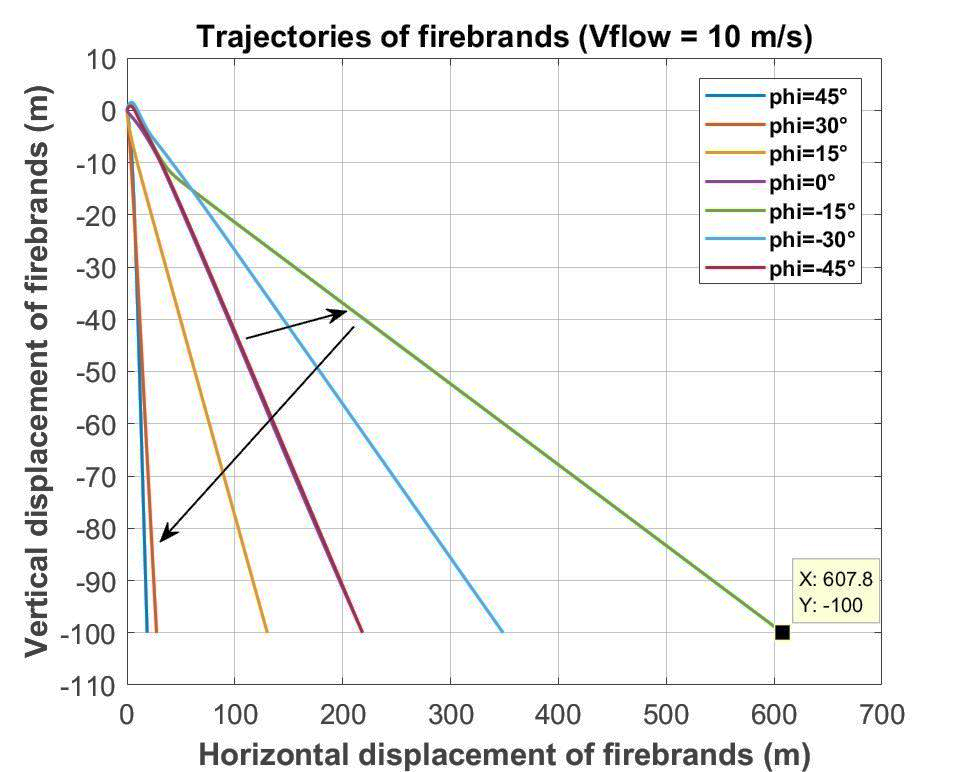 Trajectories of firebrands (Vflow = 10 m/s)
10
0
-10
-20
-30
-40
-50
-60
-70
-80
-90
-100
-110
Vertical displacement of firebrands (m)
phi=45°
phi=30°
phi=15°
phi=0°
phi=-15°
phi=-30°
phi=-45°
X: 607.8
Y: -100
0 100 200 300 400 500 600 700
Horizontal displacement of firebrands (m)